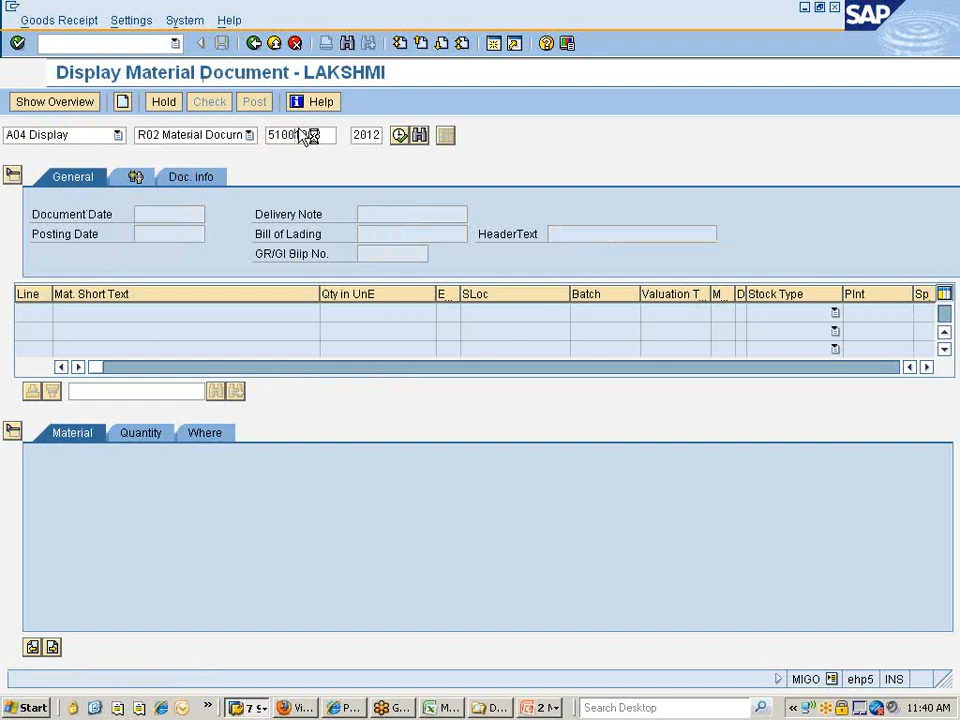 Goods Receipt Settings System Help
SAP
Display Material Document - LAKSHMI
Show Overview Hold Check Post Help
A04 Display R02 Material Docum 2012
General Doc. info
Document Date Delivery Note
Posting Date Bill of Lading HeaderText
GR/GI Slip No.
Line Mat. Short Text Qty in UnE E... SLoc Batch Valuation T... M... D Stock Type Plnt Sp
Material Quantity Where
MIGO ehp5 INS
Start » 7 S Vi... P... G... M... D... 2 N Search Desktop « 11:40 AM